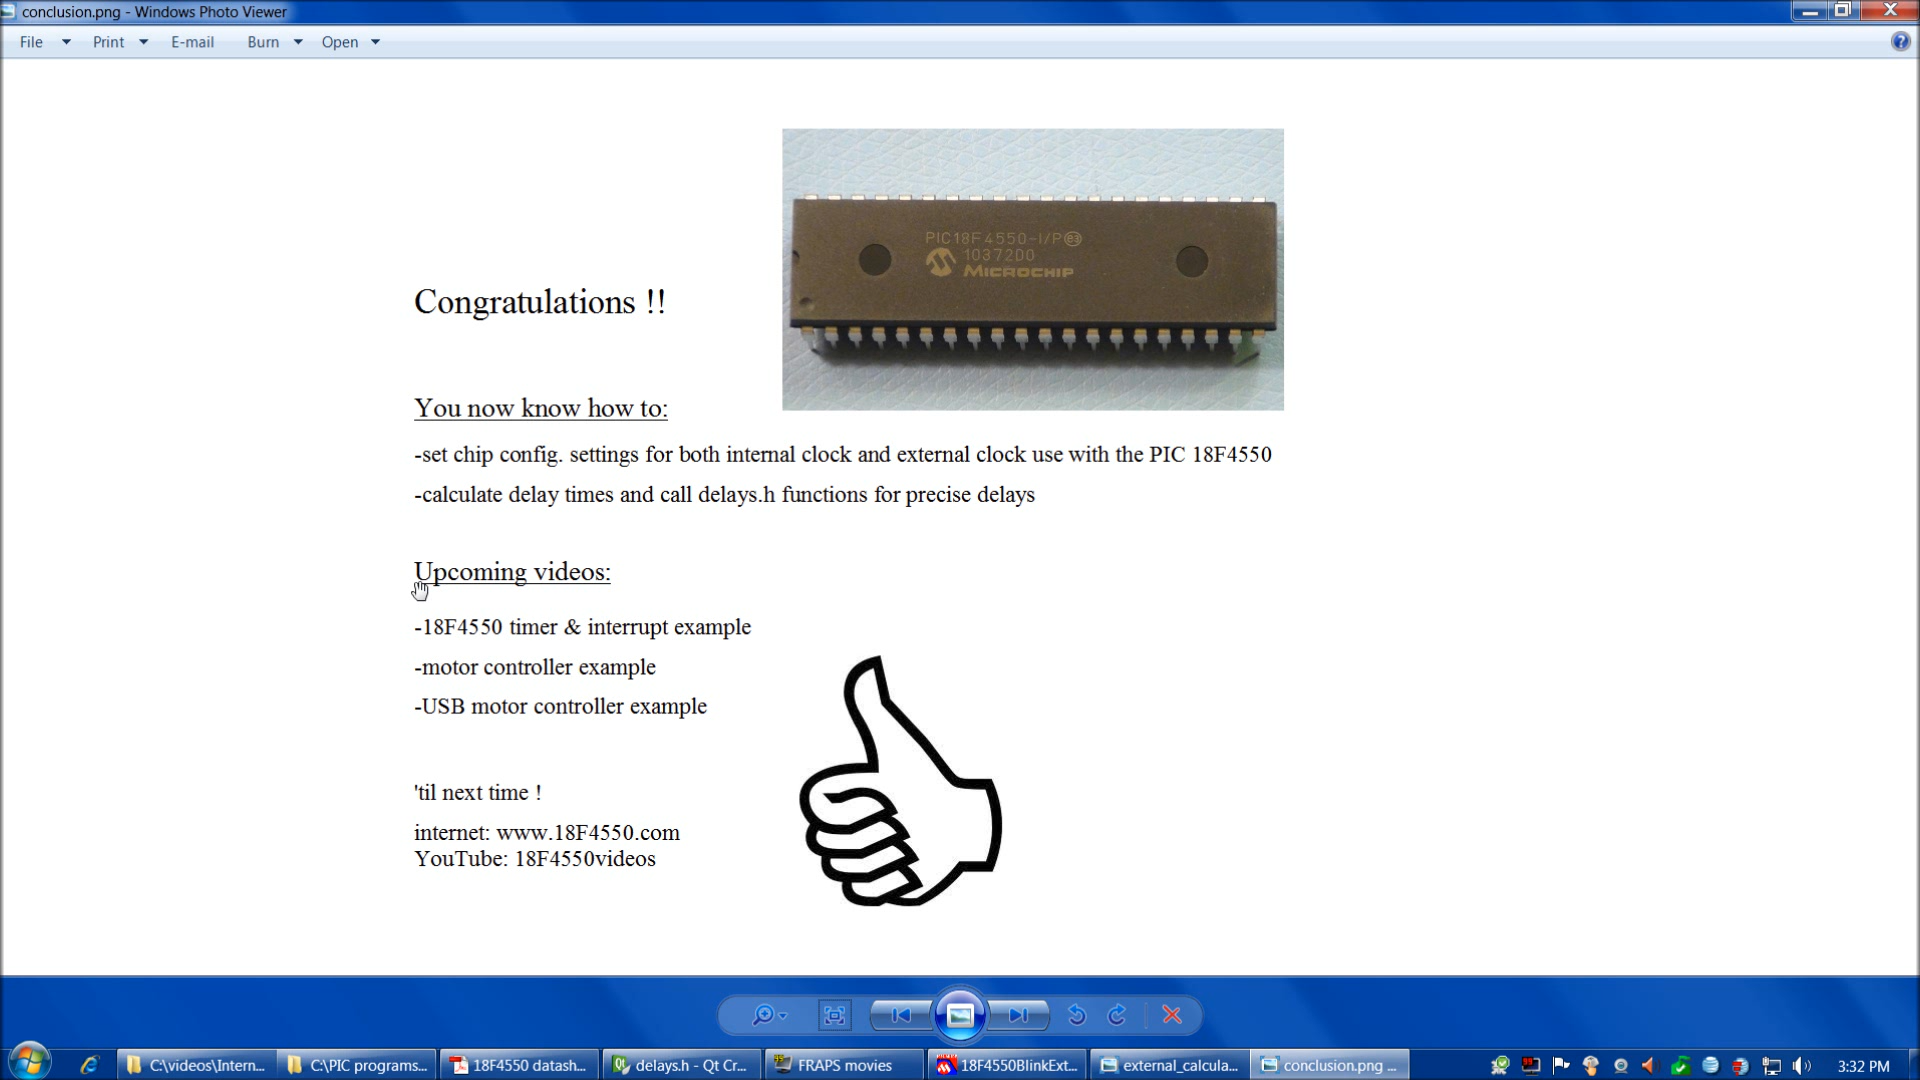 conclusion.png - Windows Photo Viewer
File Print E-mail Burn Open
PIC18F4550-I/P e3
1037200
MICROCHIP
Congratulations !!
You now know how to:
-set chip config. settings for both internal clock and external clock use with the PIC 18F4550
-calculate delay times and call delays.h functions for precise delays
Upcoming videos:
-18F4550 timer & interrupt example
-motor controller example
-USB motor controller example
'til next time !
internet: www.18F4550.com
YouTube: 18F4550videos
C:\videos\Intern... C:\PIC programs... 18F4550 datash... delays.h - Qt Cr... FRAPS movies 18F4550BlinkExt... external_calcula... conclusion.png ... 3:32 PM